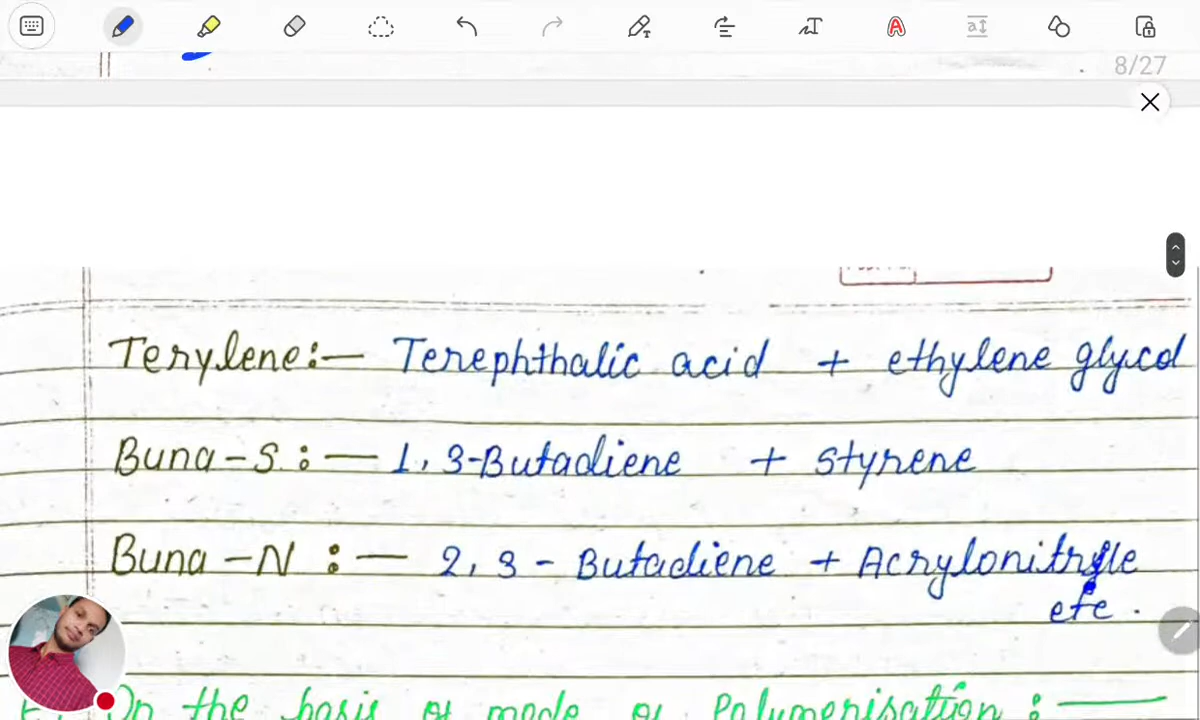 8/27
Terylene:— Terephthalic acid + ethylene glycol
Buna-S:— 1,3-Butadiene + styrene
Buna-N:— 2,3-Butadiene + Acrylonitrile
etc.
On the basis of mode of Polymerisation:—